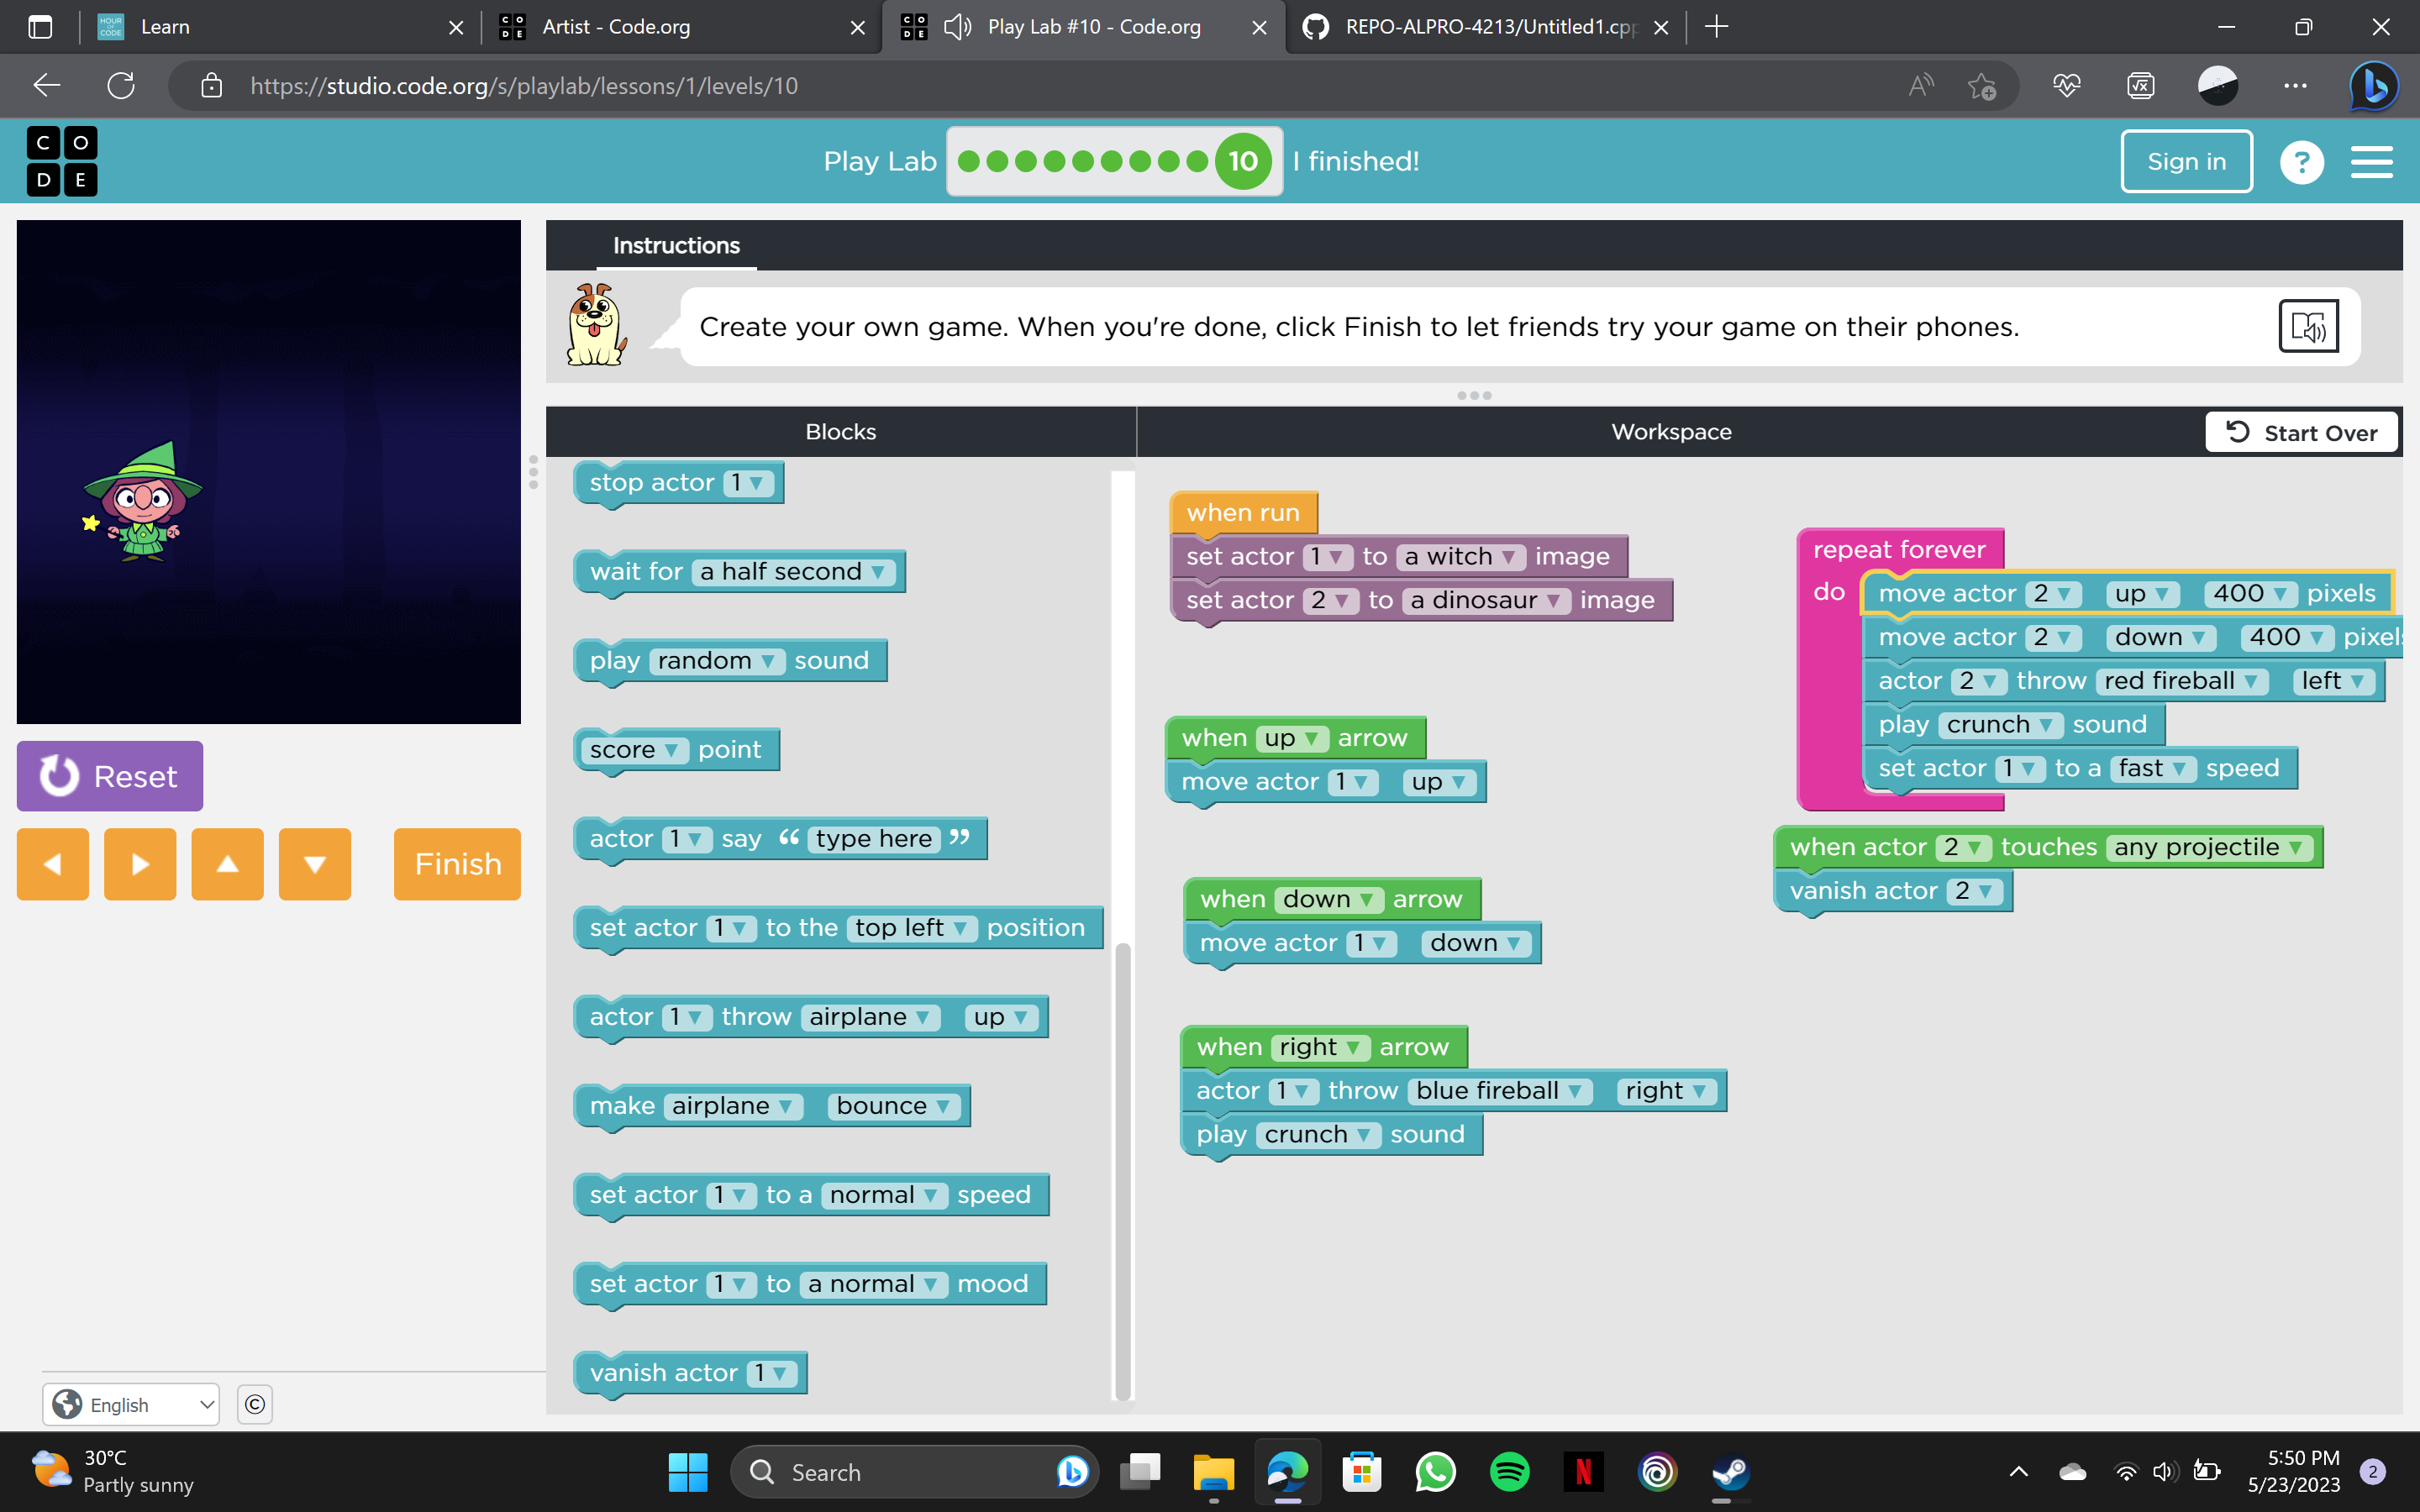 Learn
Artist - Code.org
Play Lab #10 - Code.org
REPO-ALPRO-4213/Untitled1.cpp
https://studio.code.org/s/playlab/lessons/1/levels/10
C O D E
Play Lab
10
I finished!
Sign in
?
Instructions
Create your own game. When you're done, click Finish to let friends try your game on their phones.
Blocks
Workspace
Start Over
stop actor 1
wait for a half second
play random sound
score point
actor 1 say “ type here ”
set actor 1 to the top left position
actor 1 throw airplane up
make airplane bounce
set actor 1 to a normal speed
set actor 1 to a normal mood
vanish actor 1
when run
set actor 1 to a witch image
set actor 2 to a dinosaur image
when up arrow
move actor 1 up
when down arrow
move actor 1 down
when right arrow
actor 1 throw blue fireball right
play crunch sound
repeat forever
do move actor 2 up 400 pixels
move actor 2 down 400 pixels
actor 2 throw red fireball left
play crunch sound
set actor 1 to a fast speed
when actor 2 touches any projectile
vanish actor 2
Reset
Finish
English
©
30°C
Partly sunny
Search
5:50 PM
5/23/2023
2